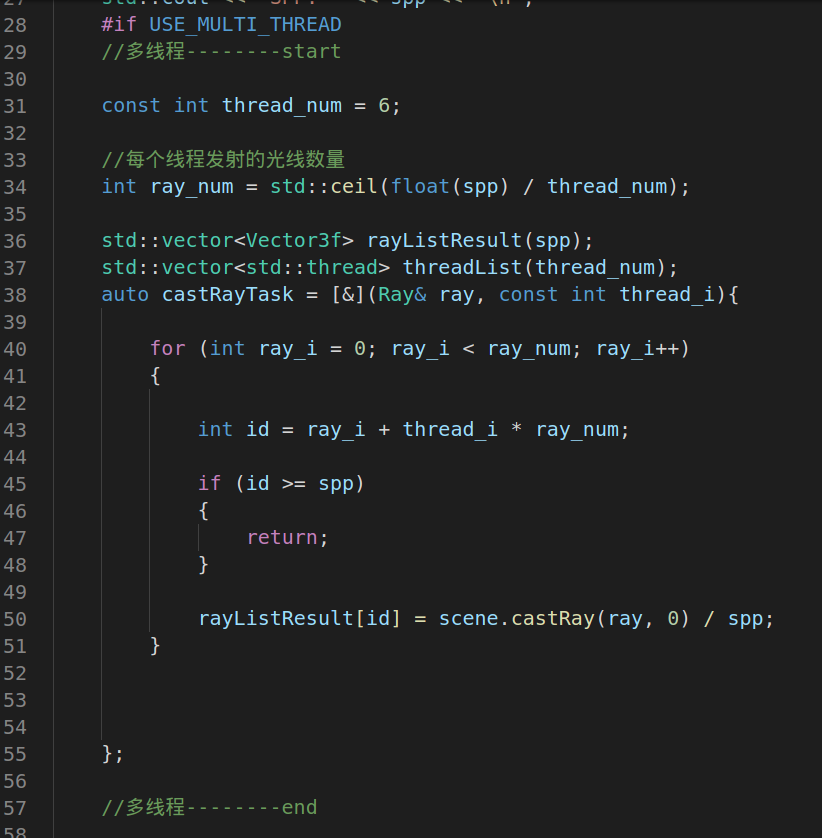 28 #if USE_MULTI_THREAD
29 //多线程--------start
30
31 const int thread_num = 6;
32
33 //每个线程发射的光线数量
34 int ray_num = std::ceil(float(spp) / thread_num);
35
36 std::vector<Vector3f> rayListResult(spp);
37 std::vector<std::thread> threadList(thread_num);
38 auto castRayTask = [&](Ray& ray, const int thread_i){
39
40 for (int ray_i = 0; ray_i < ray_num; ray_i++)
41 {
42
43 int id = ray_i + thread_i * ray_num;
44
45 if (id >= spp)
46 {
47 return;
48 }
49
50 rayListResult[id] = scene.castRay(ray, 0) / spp;
51 }
52
53
54
55 };
56
57 //多线程--------end
58